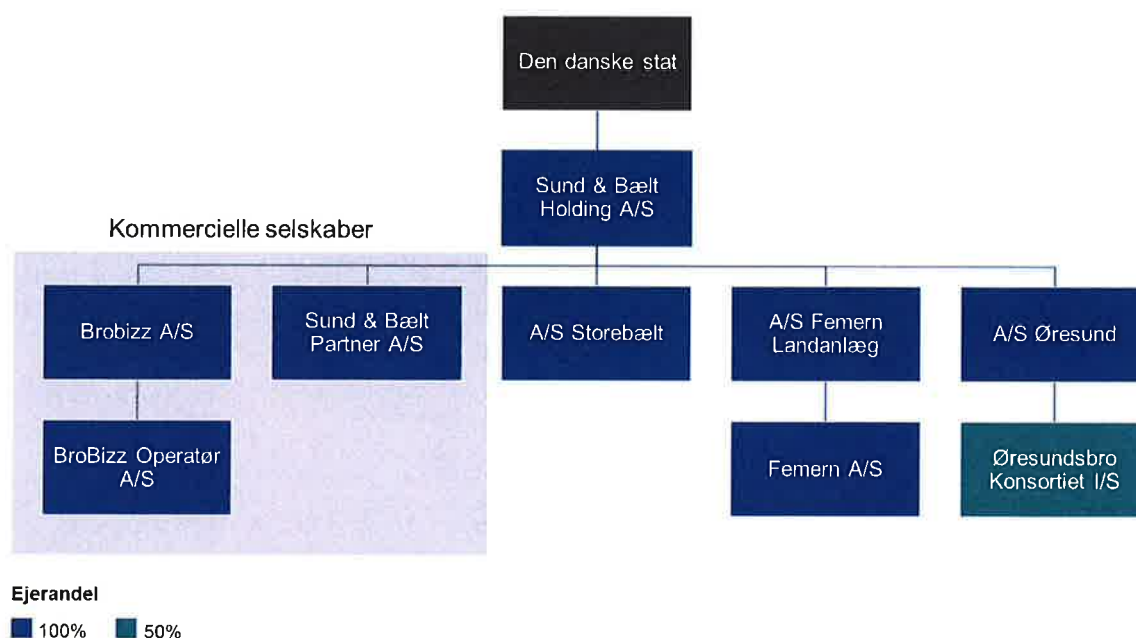 Den danske stat
Sund & Bælt
Holding A/S
Kommercielle selskaber
Brobizz A/S
Sund & Bælt
Partner A/S
A/S Storebælt
A/S Femern
Landanlæg
A/S Øresund
BroBizz Operatør
A/S
Femern A/S
Øresundsbro
Konsortiet I/S
Ejerandel
100%
50%